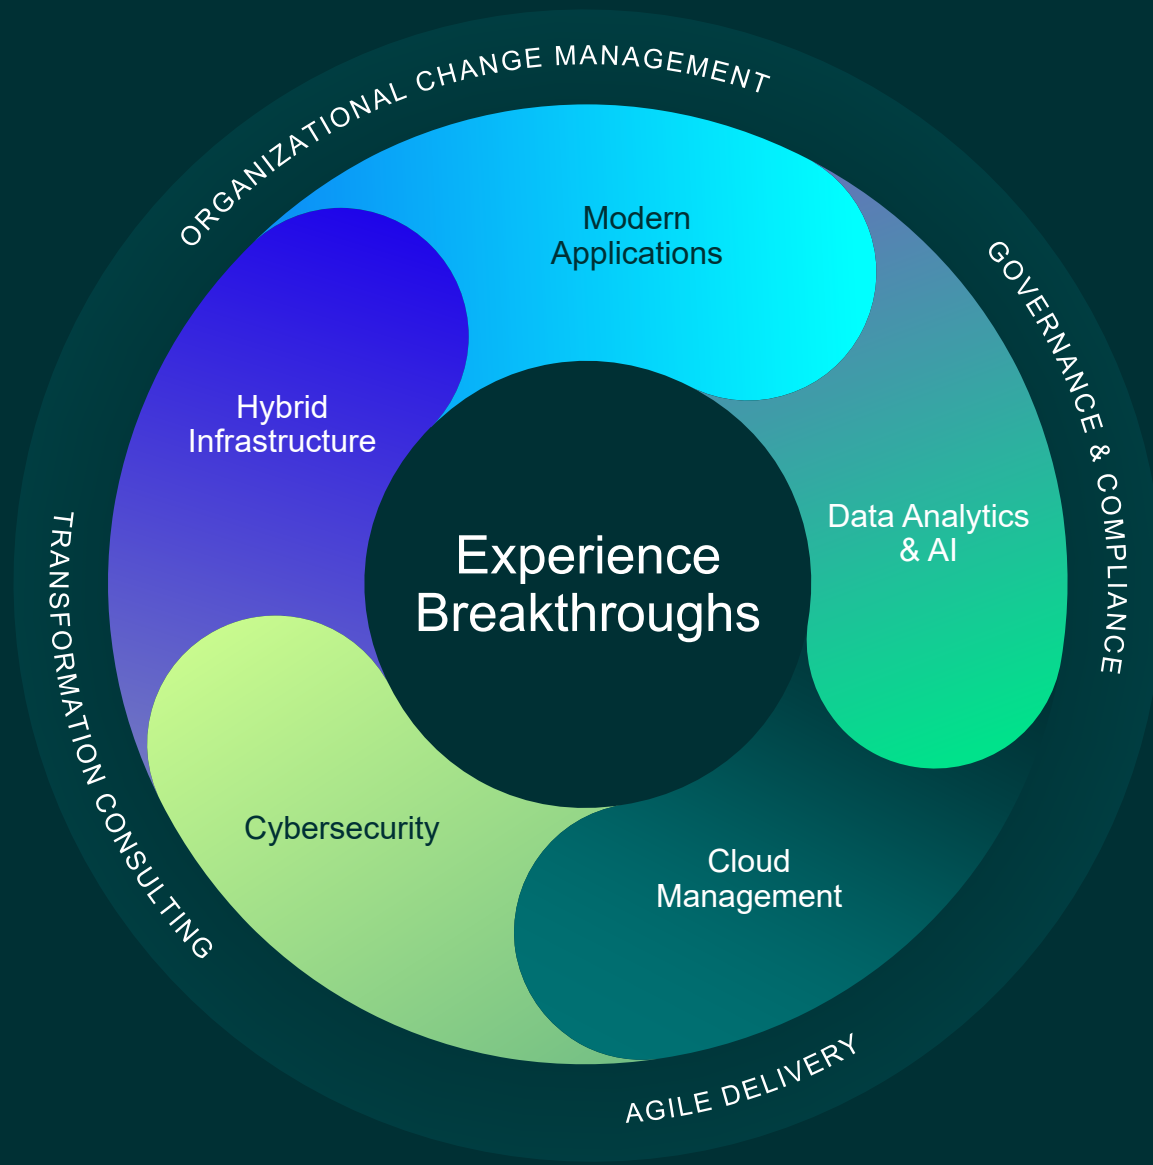 ORGANIZATIONAL CHANGE MANAGEMENT
GOVERNANCE & COMPLIANCE
AGILE DELIVERY
TRANSFORMATION CONSULTING
Modern
Applications
Data Analytics
& AI
Cloud
Management
Cybersecurity
Hybrid
Infrastructure
Experience
Breakthroughs